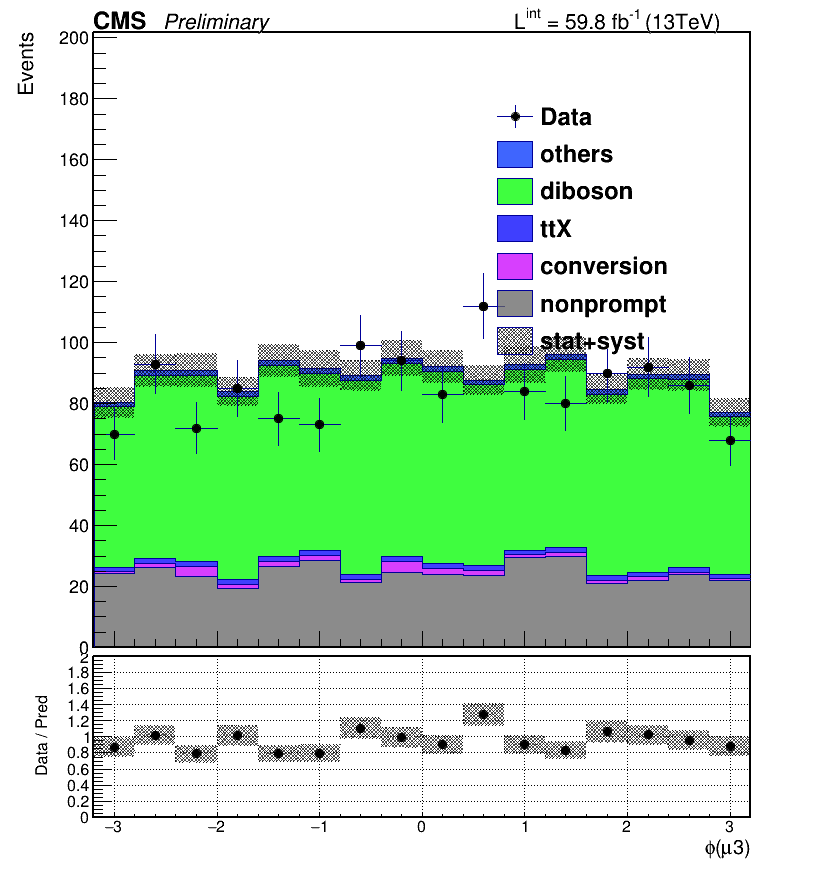 CMS Preliminary L^int = 59.8 fb^-1 (13TeV)
Events
200
180
160
140
120
100
80
60
40
20
0
Data
others
diboson
ttX
conversion
nonprompt
stat+syst
Data / Pred
2
1.8
1.6
1.4
1.2
1
0.8
0.6
0.4
0.2
0
−3 −2 −1 0 1 2 3
ϕ(μ3)